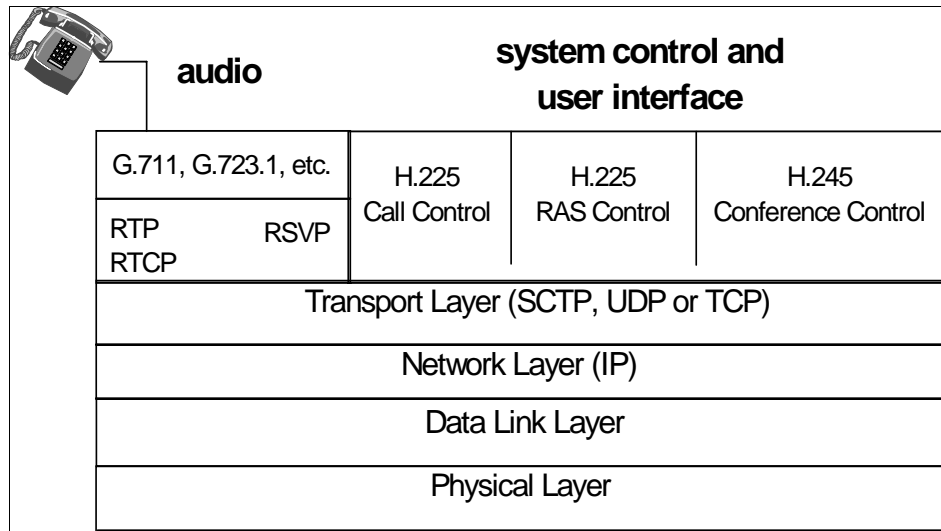 audio
system control and
user interface
G.711, G.723.1, etc.
RTP
RSVP
RTCP
H.225
Call Control
H.225
RAS Control
H.245
Conference Control
Transport Layer (SCTP, UDP or TCP)
Network Layer (IP)
Data Link Layer
Physical Layer